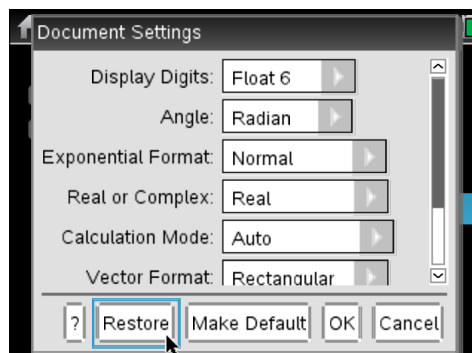 Document Settings
Display Digits: Float 6
Angle: Radian
Exponential Format: Normal
Real or Complex: Real
Calculation Mode: Auto
Vector Format: Rectangular
? Restore Make Default OK Cancel